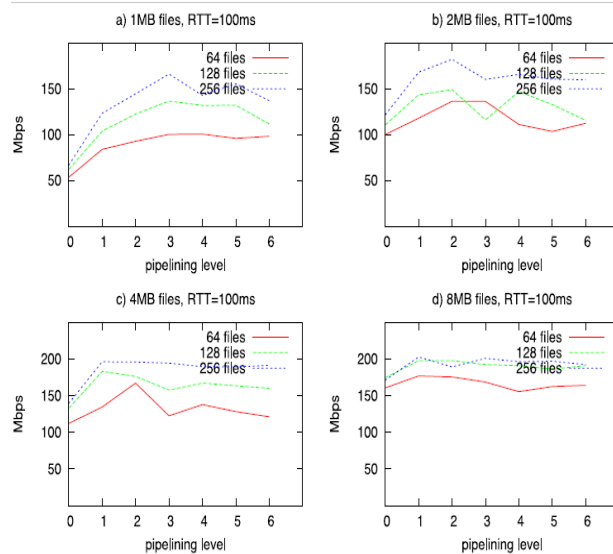 a) 1MB files, RTT=100ms
64 files
128 files
256 files
150
100
50
Mbps
0 1 2 3 4 5 6
pipelining level
b) 2MB files, RTT=100ms
64 files
128 files
256 files
150
100
50
Mbps
0 1 2 3 4 5 6
pipelining level
c) 4MB files, RTT=100ms
64 files
128 files
256 files
200
150
100
50
Mbps
0 1 2 3 4 5 6
pipelining level
d) 8MB files, RTT=100ms
64 files
128 files
256 files
200
150
100
50
Mbps
0 1 2 3 4 5 6
pipelining level